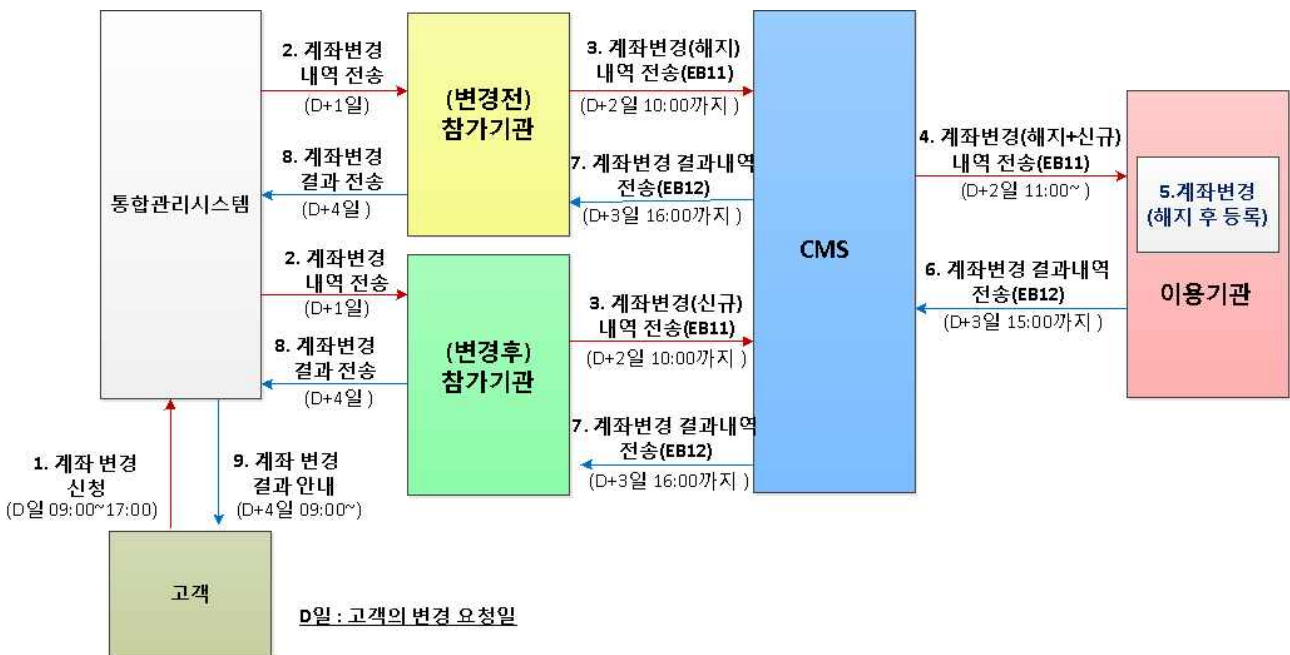 통합관리시스템
2. 계좌변경
내역 전송
(D+1일)
8. 계좌변경
결과 전송
(D+4일 )
2. 계좌변경
내역 전송
(D+1일)
8. 계좌변경
결과 전송
(D+4일 )
(변경전)
참가기관
(변경후)
참가기관
3. 계좌변경(해지)
내역 전송(EB11)
(D+2일 10:00까지 )
7. 계좌변경 결과내역
전송(EB12)
(D+3일 16:00까지 )
3. 계좌변경(신규)
내역 전송(EB11)
(D+2일 10:00까지 )
7. 계좌변경 결과내역
전송(EB12)
(D+3일 16:00까지 )
CMS
4. 계좌변경(해지+신규)
내역 전송(EB11)
(D+2일 11:00~ )
6. 계좌변경 결과내역
전송(EB12)
(D+3일 15:00까지 )
5.계좌변경
(해지 후 등록)
이용기관
1. 계좌 변경
신청
(D일 09:00~17:00)
9. 계좌 변경
결과 안내
(D+4일 09:00~)
고객
D일 : 고객의 변경 요청일